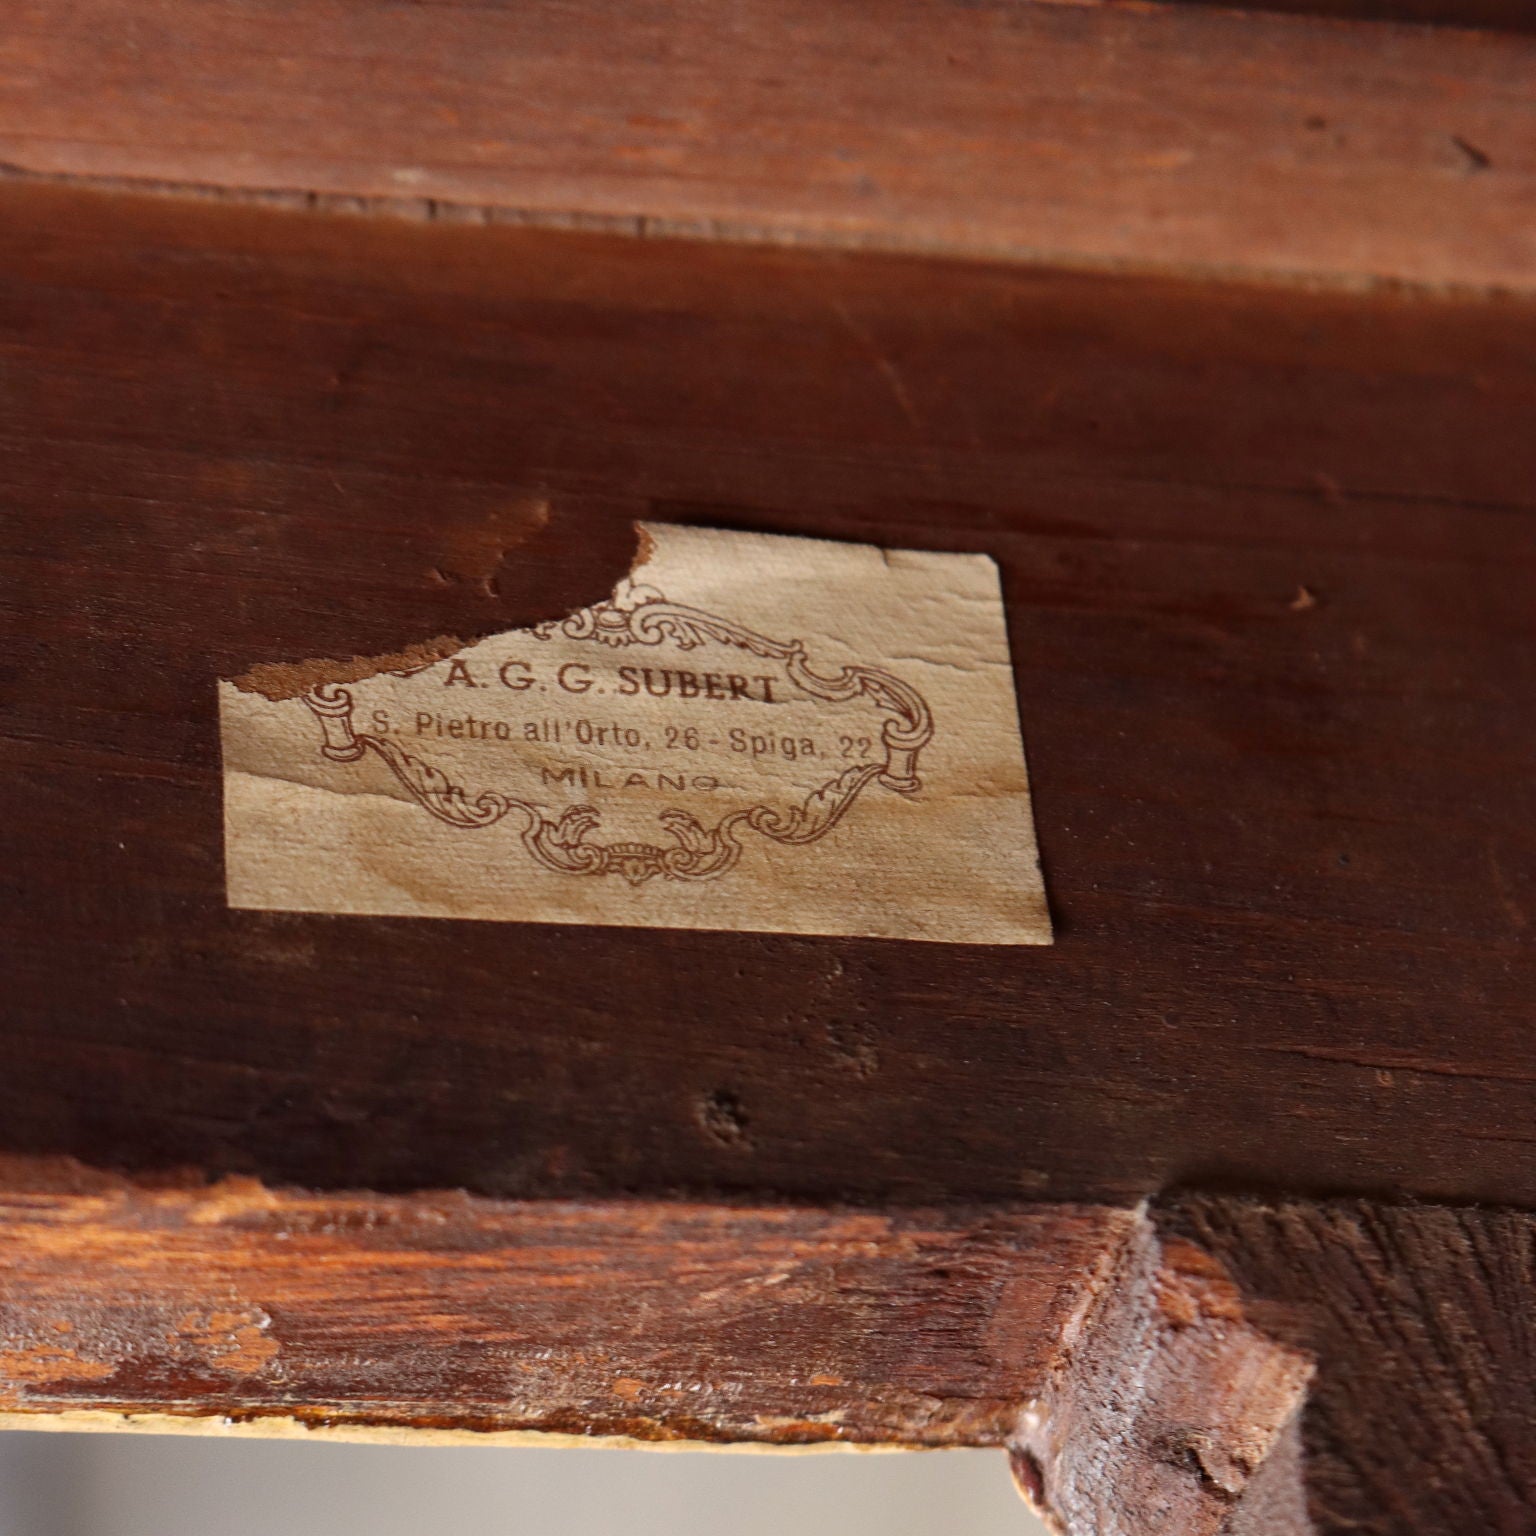 A. G. G. SUBERT
S. Pietro all'Orto, 26 - Spiga, 22
MILANO